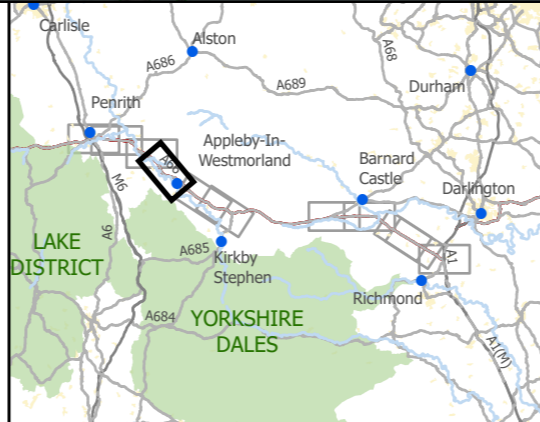 Carlisle
Alston
A68
A686
A689
Durham
Penrith
Appleby-In-
Westmorland
A66
Barnard
Castle
Darlington
M6
A6
LAKE
DISTRICT
A685
Kirkby
Stephen
A1
Richmond
A684
YORKSHIRE
DALES
A1(M)